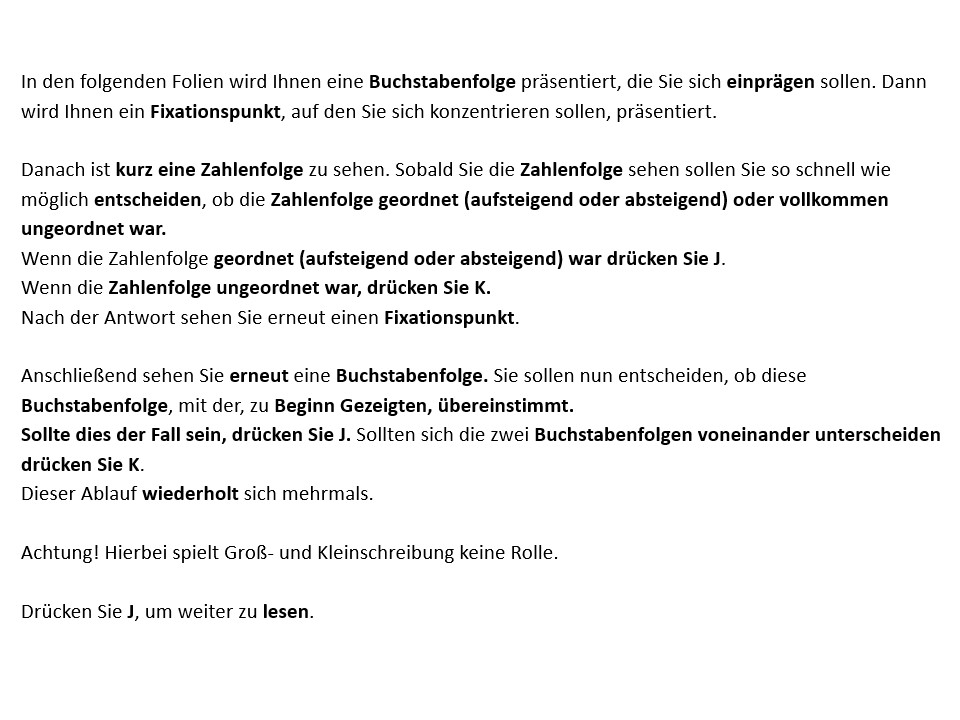 In den folgenden Folien wird Ihnen eine Buchstabenfolge präsentiert, die Sie sich einprägen sollen. Dann
wird Ihnen ein Fixationspunkt, auf den Sie sich konzentrieren sollen, präsentiert.
Danach ist kurz eine Zahlenfolge zu sehen. Sobald Sie die Zahlenfolge sehen sollen Sie so schnell wie
möglich entscheiden, ob die Zahlenfolge geordnet (aufsteigend oder absteigend) oder vollkommen
ungeordnet war.
Wenn die Zahlenfolge geordnet (aufsteigend oder absteigend) war drücken Sie J.
Wenn die Zahlenfolge ungeordnet war, drücken Sie K.
Nach der Antwort sehen Sie erneut einen Fixationspunkt.
Anschließend sehen Sie erneut eine Buchstabenfolge. Sie sollen nun entscheiden, ob diese
Buchstabenfolge, mit der, zu Beginn Gezeigten, übereinstimmt.
Sollte dies der Fall sein, drücken Sie J. Sollten sich die zwei Buchstabenfolgen voneinander unterscheiden
drücken Sie K.
Dieser Ablauf wiederholt sich mehrmals.
Achtung! Hierbei spielt Groß- und Kleinschreibung keine Rolle.
Drücken Sie J, um weiter zu lesen.